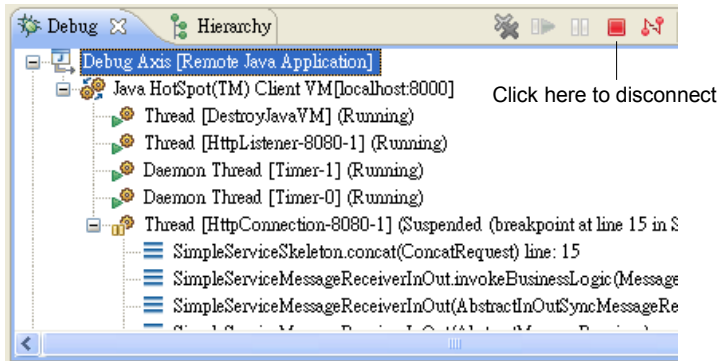 Debug Hierarchy
Debug Axis [Remote Java Application]
Java HotSpot(TM) Client VM[localhost:8000]
Click here to disconnect
Thread [DestroyJavaVM] (Running)
Thread [HttpListener-8080-1] (Running)
Daemon Thread [Timer-1] (Running)
Daemon Thread [Timer-0] (Running)
Thread [HttpConnection-8080-1] (Suspended (breakpoint at line 15 in S
SimpleServiceSkeleton.concat(ConcatRequest) line: 15
SimpleServiceMessageReceiverInOut.invokeBusinessLogic(Message
SimpleServiceMessageReceiverInOut(AbstractInOutSyncMessageRe